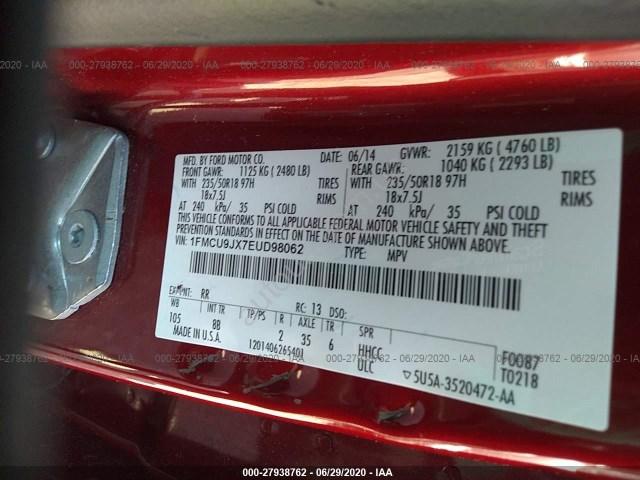 000-27938762 - 06/29/2020 - IAA
MFD. BY FORD MOTOR CO.
DATE: 06/14 GVWR: 2159 KG ( 4760 LB)
FRONT GAWR: 1125 KG ( 2480 LB) REAR GAWR: 1040 KG ( 2293 LB)
WITH 235/50R18 97H TIRES WITH 235/50R18 97H TIRES
18x7.5J RIMS 18x7.5J RIMS
AT 240 kPa/ 35 PSI COLD AT 240 kPa/ 35 PSI COLD
THIS VEHICLE CONFORMS TO ALL APPLICABLE FEDERAL MOTOR VEHICLE SAFETY AND THEFT
PREVENTION STANDARDS IN EFFECT ON THE DATE OF MANUFACTURE SHOWN ABOVE.
VIN: 1FMCU9JX7EUD98062 TYPE: MPV
EXT PNT: RR RC: 13 DSO:
WB INT TR TP/PS R AXLE TR SPR
105 8B 2 35 6 HHCC
MADE IN U.S.A. ULC
5U5A-3520472-AA
F0087
T0218
000-27938762 - 06/29/2020 - IAA